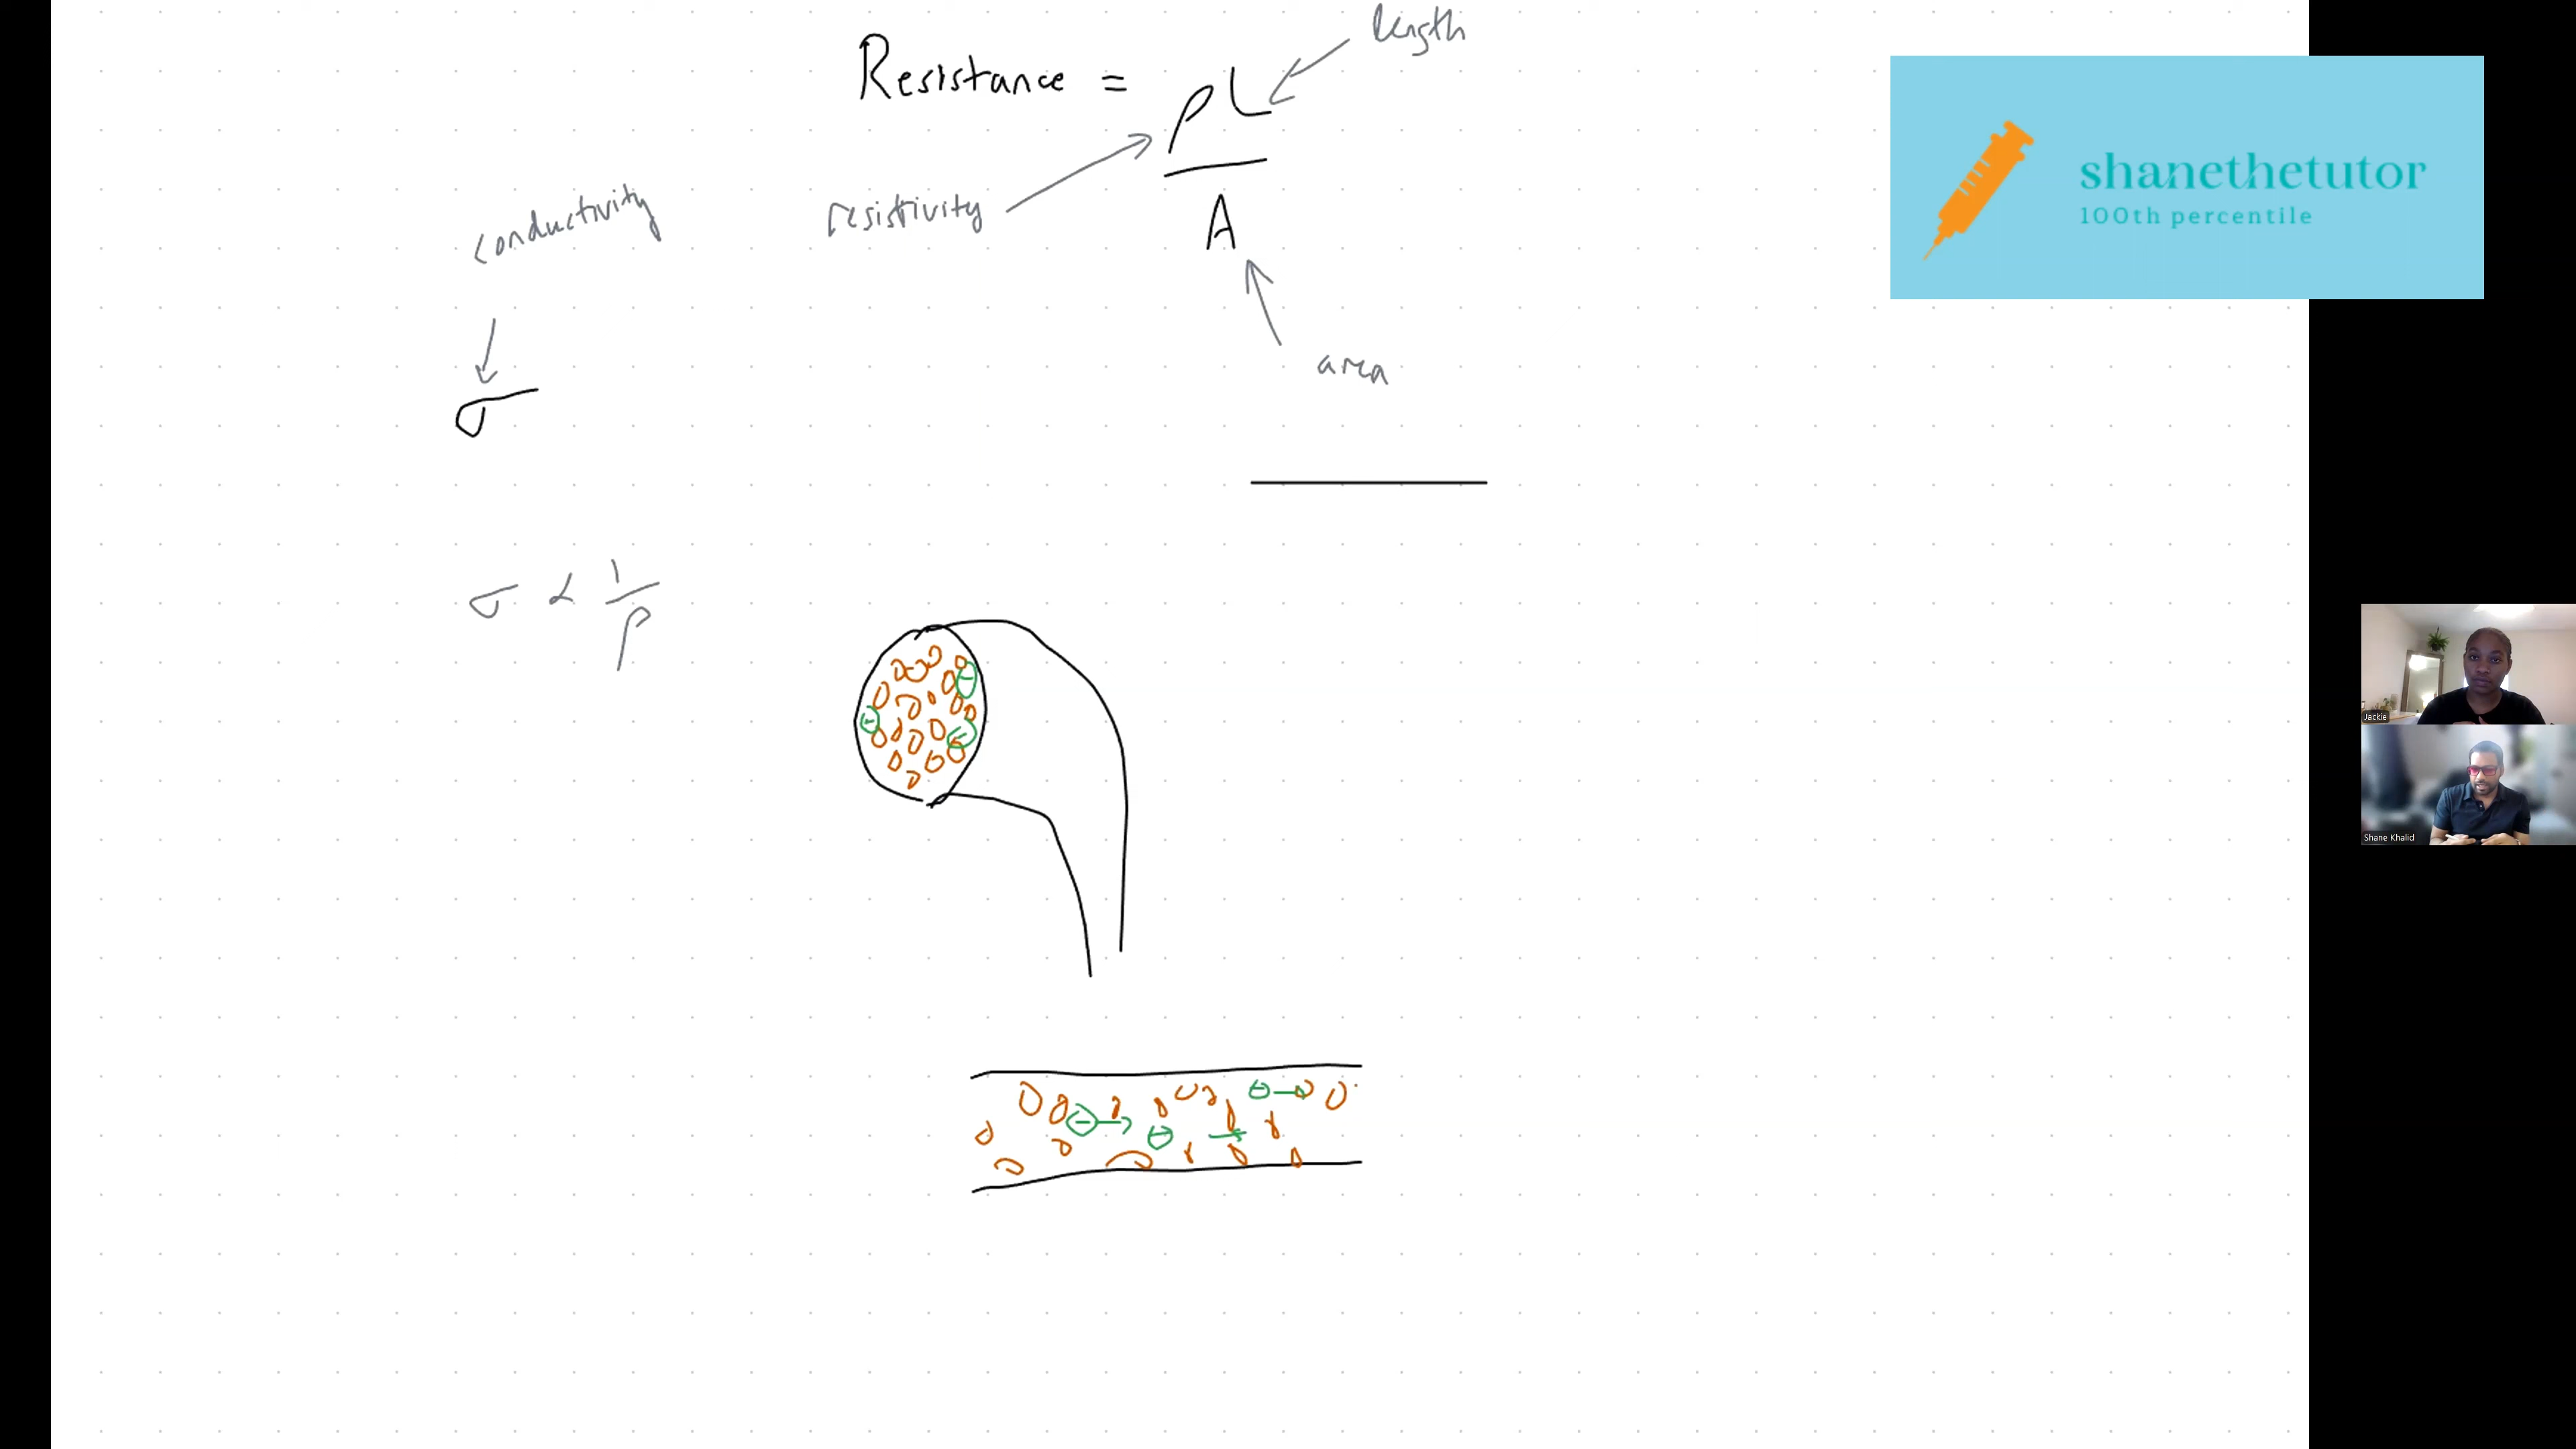 length
Resistance = ρL
A
resistivity
conductivity
area
σ
σ ∝ 1
ρ
shanethetutor
100th percentile
Jackie
Shane Khalid